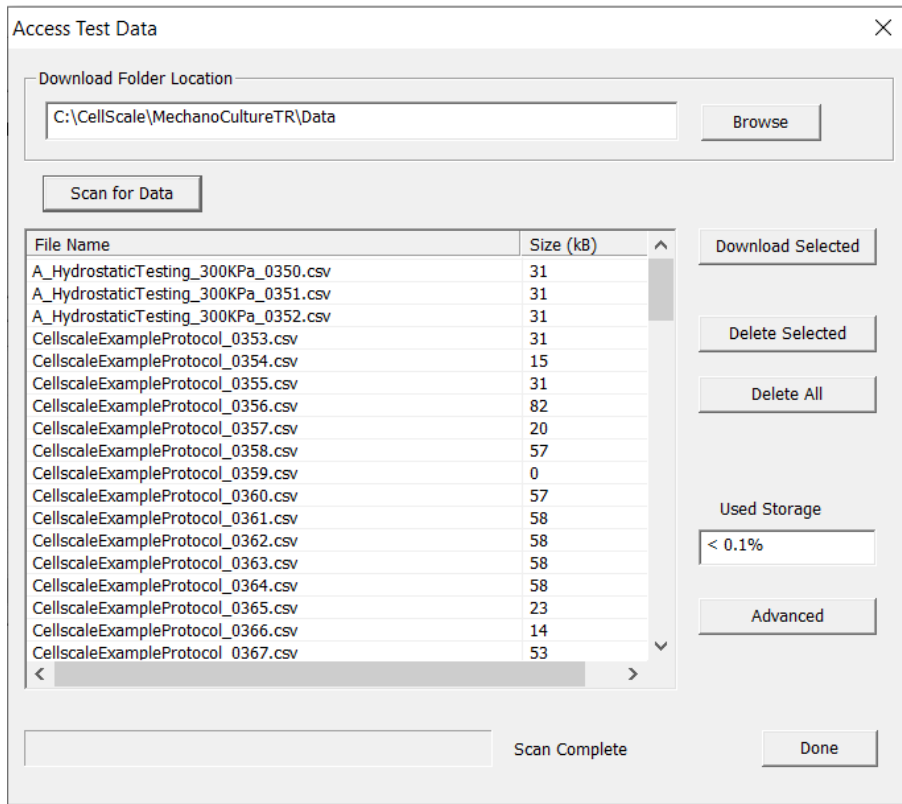 Access Test Data
Download Folder Location
C:\CellScale\MechanoCultureTR\Data
Browse
Scan for Data
File Name Size (kB)
A_HydrostaticTesting_300KPa_0350.csv 31
A_HydrostaticTesting_300KPa_0351.csv 31
A_HydrostaticTesting_300KPa_0352.csv 31
CellscaleExampleProtocol_0353.csv 31
CellscaleExampleProtocol_0354.csv 15
CellscaleExampleProtocol_0355.csv 31
CellscaleExampleProtocol_0356.csv 82
CellscaleExampleProtocol_0357.csv 20
CellscaleExampleProtocol_0358.csv 57
CellscaleExampleProtocol_0359.csv 0
CellscaleExampleProtocol_0360.csv 57
CellscaleExampleProtocol_0361.csv 58
CellscaleExampleProtocol_0362.csv 58
CellscaleExampleProtocol_0363.csv 58
CellscaleExampleProtocol_0364.csv 58
CellscaleExampleProtocol_0365.csv 23
CellscaleExampleProtocol_0366.csv 14
CellscaleExampleProtocol_0367.csv 53
Download Selected
Delete Selected
Delete All
Used Storage
< 0.1%
Advanced
Scan Complete
Done